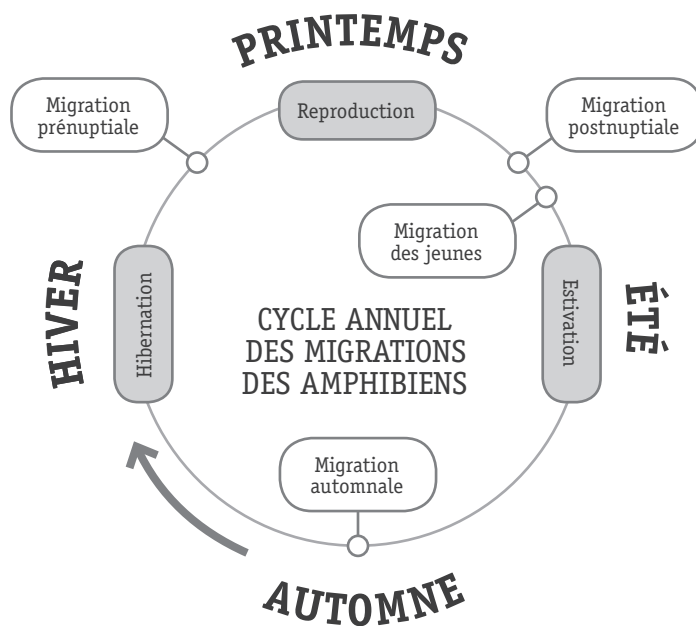 PRINTEMPS
Migration
prénuptiale
Reproduction
Migration
postnuptiale
Migration
des jeunes
HIVER
Hibernation
CYCLE ANNUEL
DES MIGRATIONS
DES AMPHIBIENS
Estivation
ÉTÉ
Migration
automnale
AUTOMNE